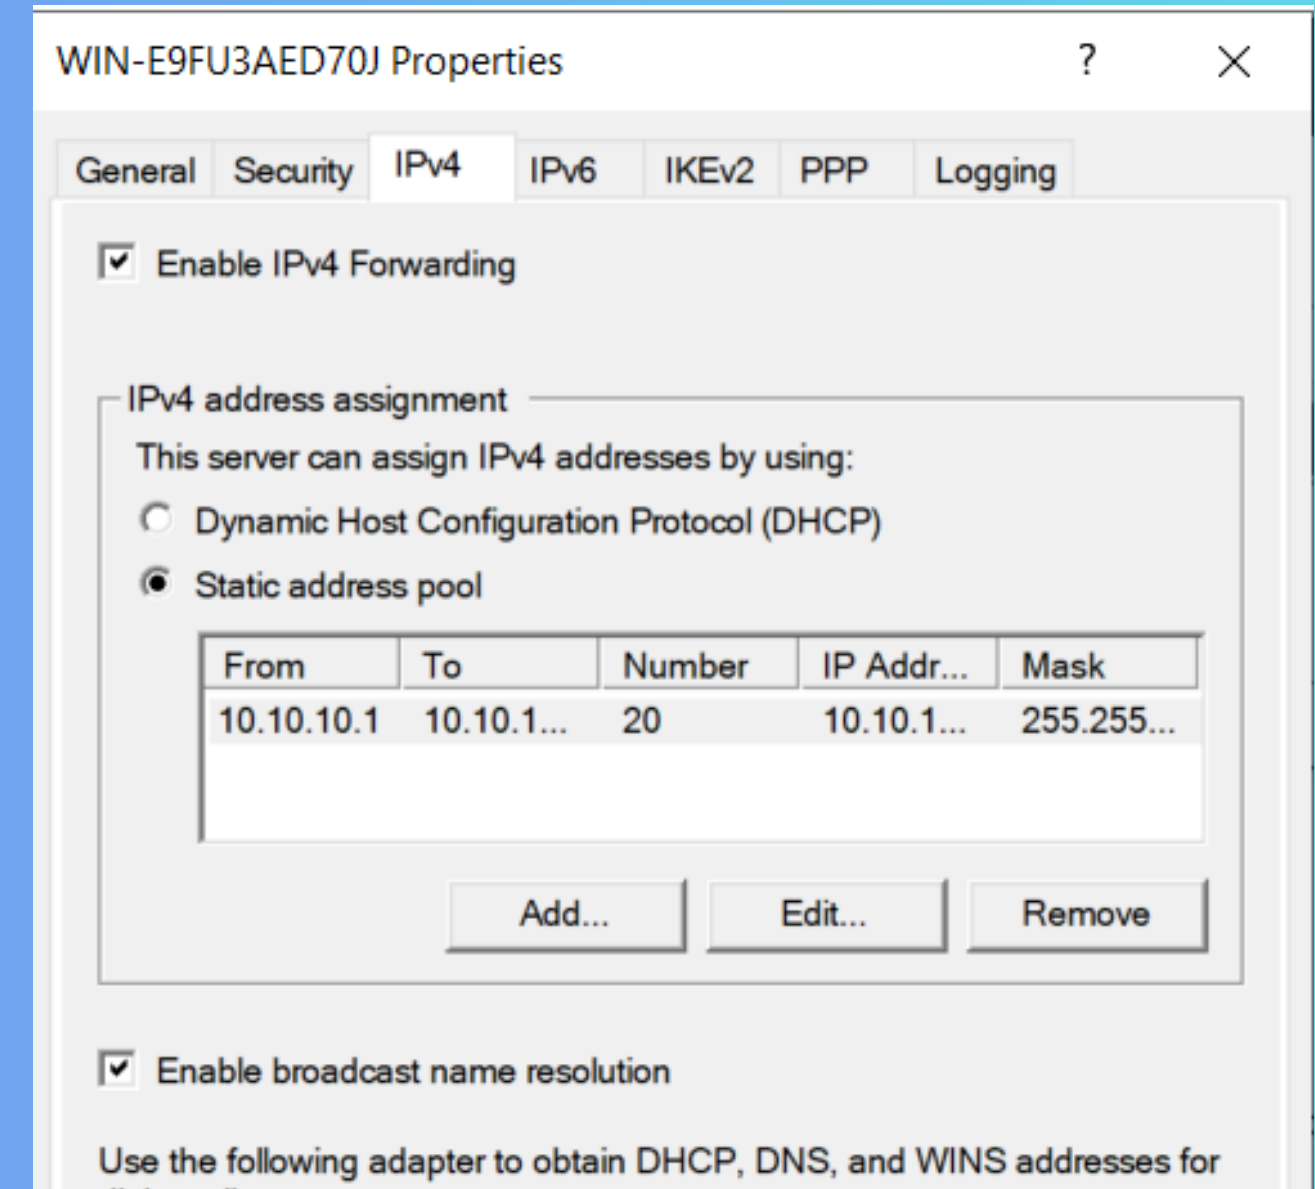 WIN-E9FU3AED70J Properties ?
General Security IPv4 IPv6 IKEv2 PPP Logging
Enable IPv4 Forwarding
IPv4 address assignment
This server can assign IPv4 addresses by using:
Dynamic Host Configuration Protocol (DHCP)
Static address pool
From To Number IP Addr... Mask
10.10.10.1 10.10.1... 20 10.10.1... 255.255...
Add... Edit... Remove
Enable broadcast name resolution
Use the following adapter to obtain DHCP, DNS, and WINS addresses for